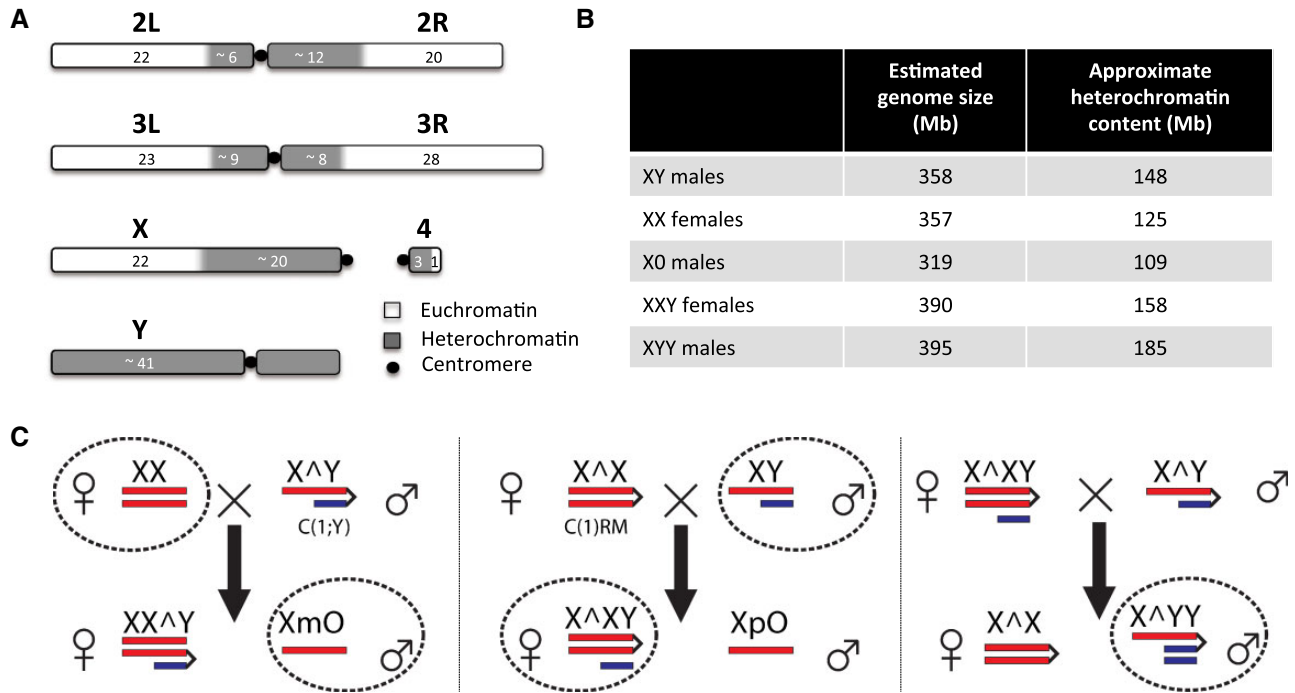 A
2L 2R
22 ~ 6 ~ 12 20
3L 3R
23 ~ 9 ~ 8 28
X 4
22 ~ 20 3 1
Y
~ 41
Euchromatin
Heterochromatin
Centromere
B
Estimated genome size (Mb) Approximate heterochromatin content (Mb)
XY males 358 148
XX females 357 125
X0 males 319 109
XXY females 390 158
XYY males 395 185
C
♀ XX × X^Y ♂
C(1;Y)
♀ XX^Y XmO ♂
♀ X^X × XY ♂
C(1)RM
♀ X^XY XpO ♂
♀ X^XY × X^Y ♂
♀ X^X X^YY ♂